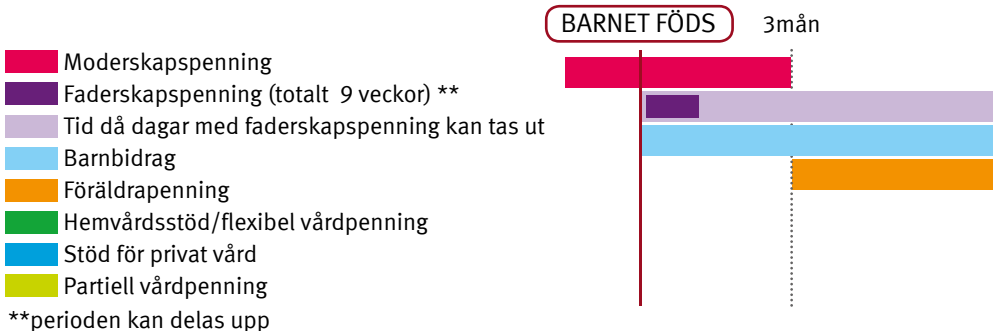 BARNET FÖDS 3mån
Moderskapspenning
Faderskapspenning (totalt 9 veckor) **
Tid då dagar med faderskapspenning kan tas ut
Barnbidrag
Föräldrapenning
Hemvårdsstöd/flexibel vårdpenning
Stöd för privat vård
Partiell vårdpenning
**perioden kan delas upp